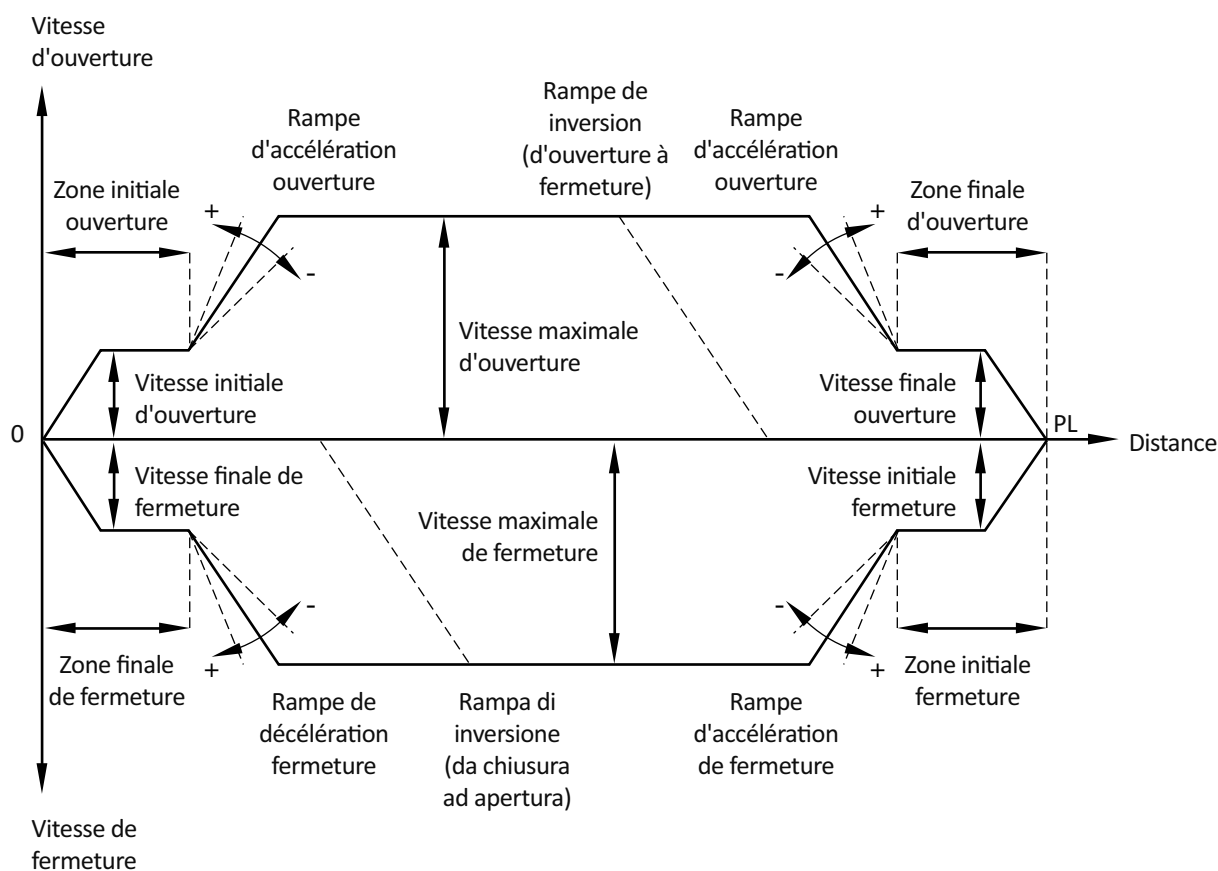 Vitesse
d'ouverture
Rampe
d'accélération
ouverture
Rampe de
inversion
(d'ouverture à
fermeture)
Rampe
d'accélération
ouverture
Zone initiale
ouverture
Zone finale
d'ouverture
+
-
+
-
Vitesse maximale
d'ouverture
Vitesse initiale
d'ouverture
Vitesse finale
ouverture
0
PL
Distance
Vitesse finale de
fermeture
Vitesse initiale
fermeture
Vitesse maximale
de fermeture
-
+
-
+
Zone finale
de fermeture
Zone initiale
fermeture
Rampe de
décélération
fermeture
Rampa di
inversione
(da chiusura
ad apertura)
Rampe
d'accélération
de fermeture
Vitesse de
fermeture